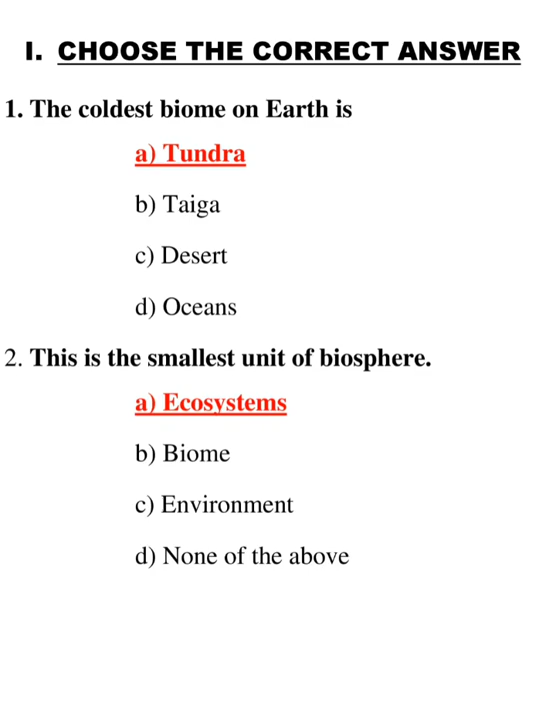 I. CHOOSE THE CORRECT ANSWER
1. The coldest biome on Earth is
a) Tundra
b) Taiga
c) Desert
d) Oceans
2. This is the smallest unit of biosphere.
a) Ecosystems
b) Biome
c) Environment
d) None of the above